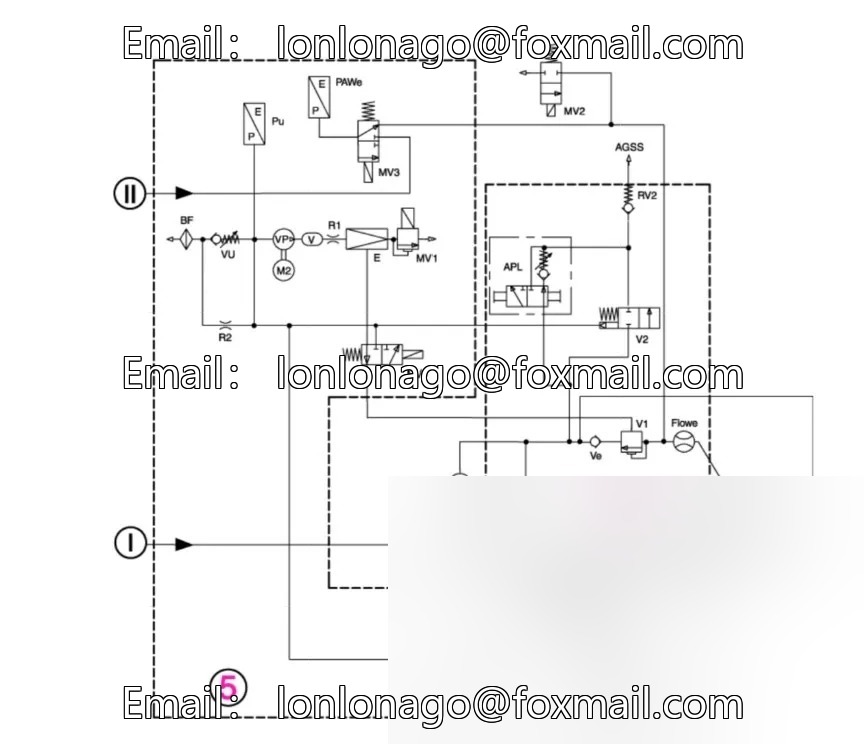 Email： lonlonago@foxmail.com
E
P
PAWe
E
P
Pu
MV2
AGSS
MV3
II
RV2
BF
R1
VP
V
VU
E
MV1
M2
APL
R2
V2
Email： lonlonago@foxmail.com
V1
Flowe
Ve
I
5
Email： lonlonago@foxmail.com